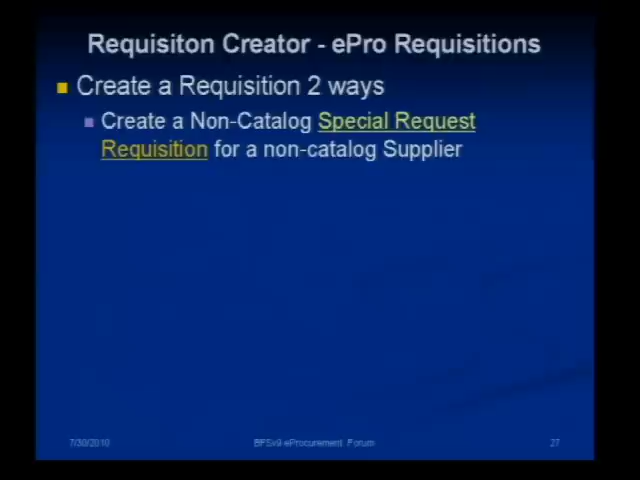 Requisiton Creator - ePro Requisitions
Create a Requisition 2 ways
Create a Non-Catalog Special Request
Requisition for a non-catalog Supplier
7/30/2010 BFSv9 eProcurement Forum 27